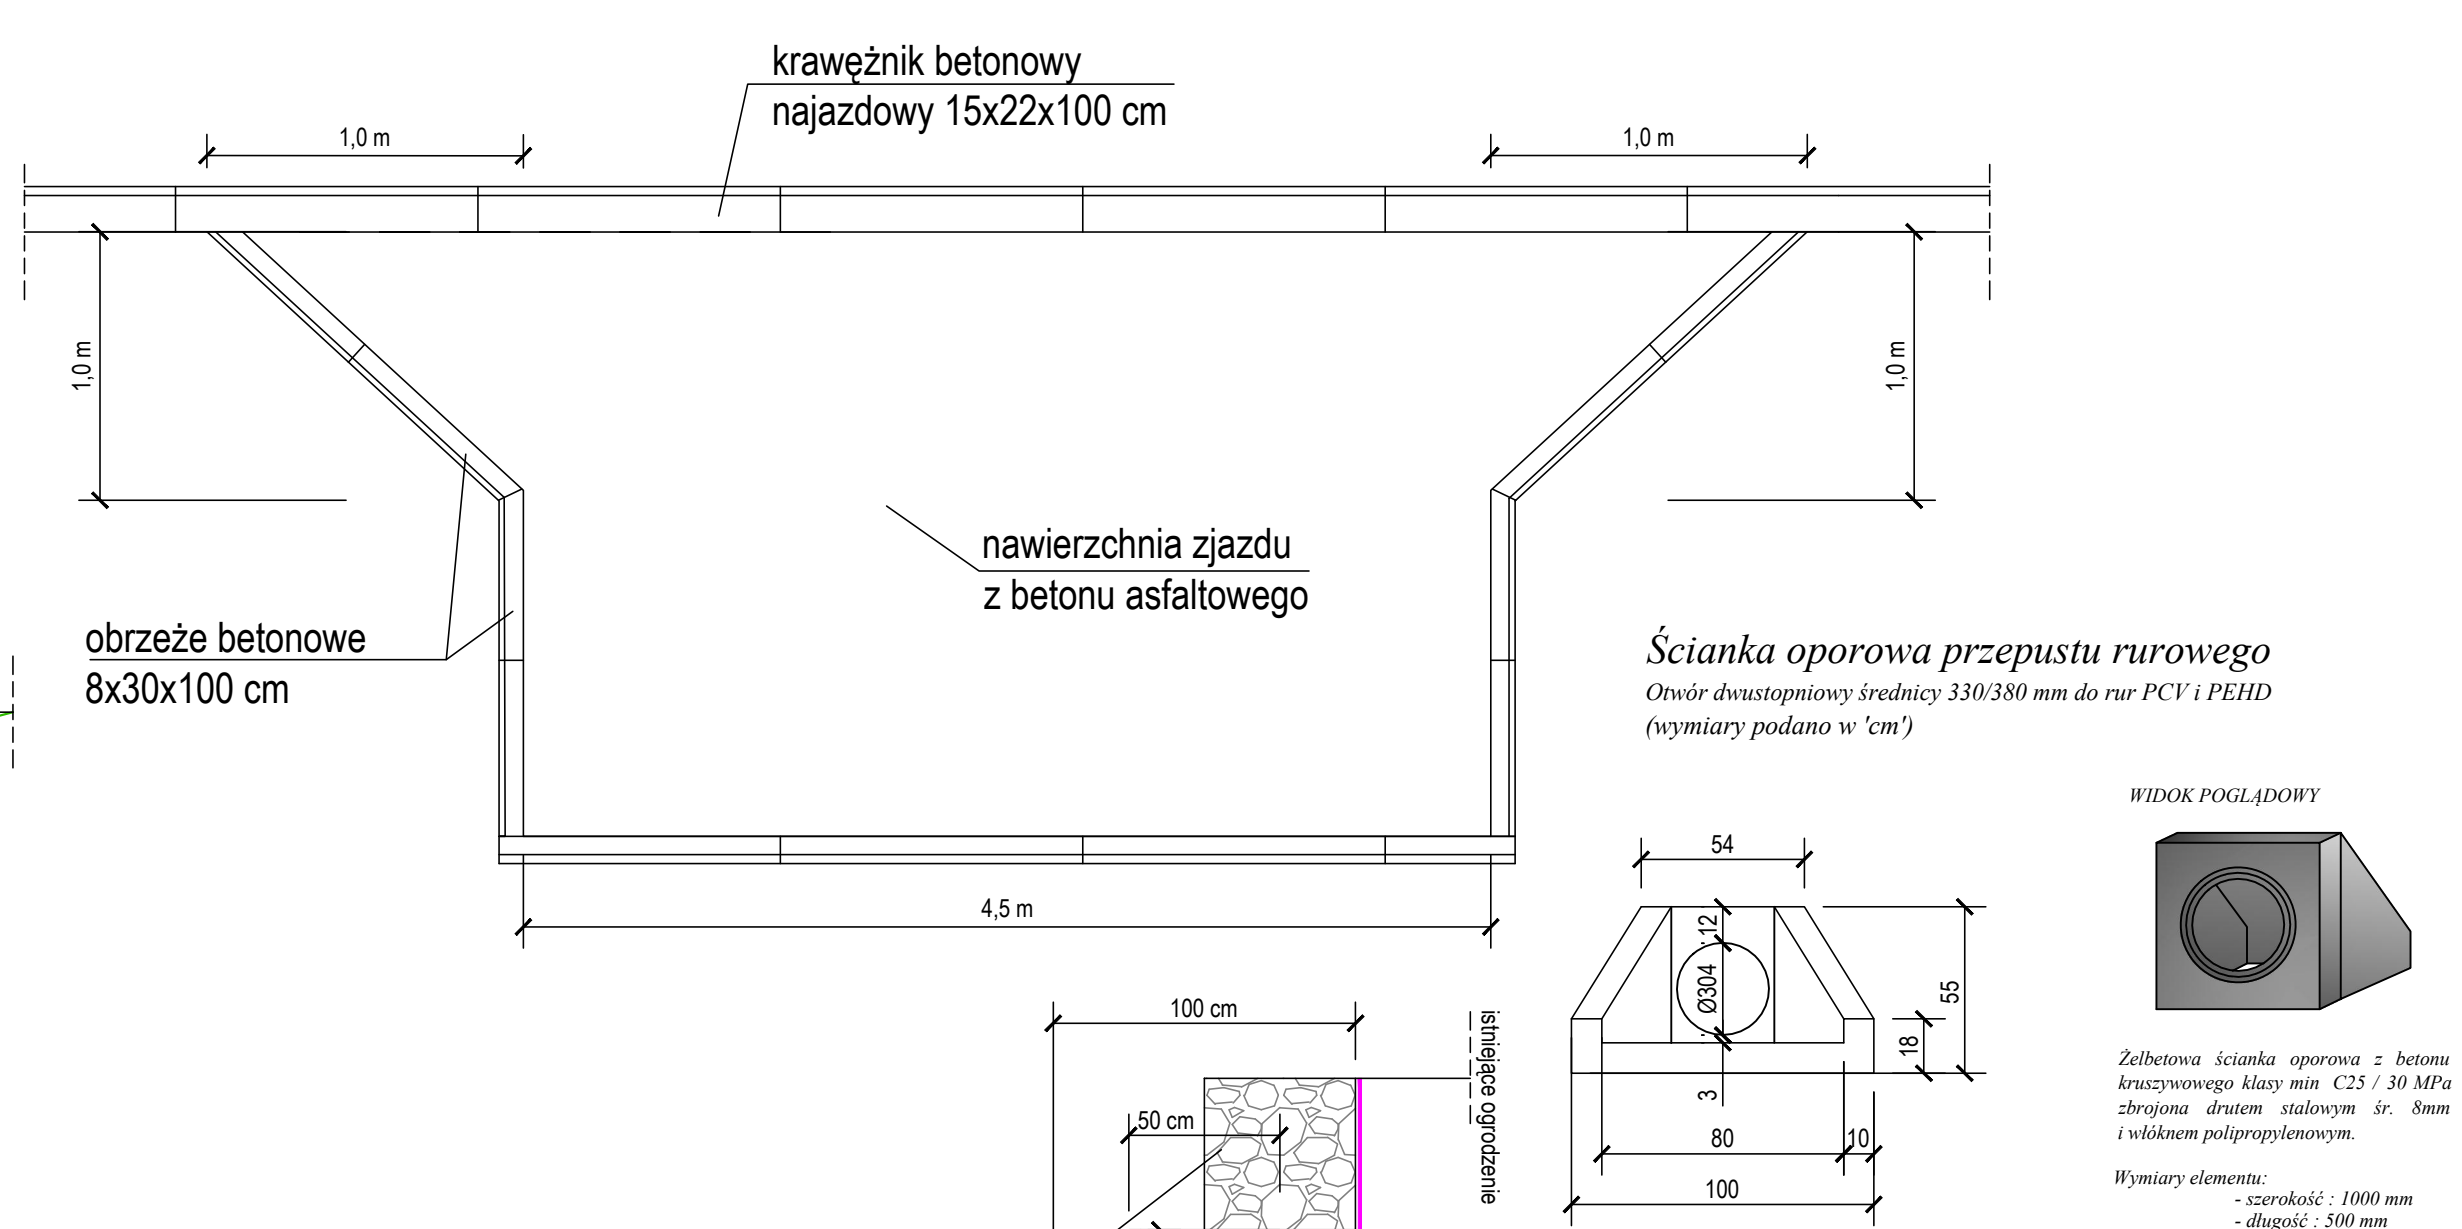 krawężnik betonowy
najazdowy 15x22x100 cm
1,0 m
1,0 m
1,0 m
1,0 m
nawierzchnia zjazdu
z betonu asfaltowego
obrzeże betonowe
8x30x100 cm
4,5 m
Ścianka oporowa przepustu rurowego
Otwór dwustopniowy średnicy 330/380 mm do rur PCV i PEHD
(wymiary podano w 'cm')
WIDOK POGLĄDOWY
54
12
Ø304
3
55
18
80
10
100
100 cm
50 cm
istniejące ogrodzenie
Żelbetowa ścianka oporowa z betonu
kruszywowego klasy min C25 / 30 MPa
zbrojona drutem stalowym śr. 8mm
i włóknem polipropylenowym.
Wymiary elementu:
- szerokość : 1000 mm
- długość : 500 mm